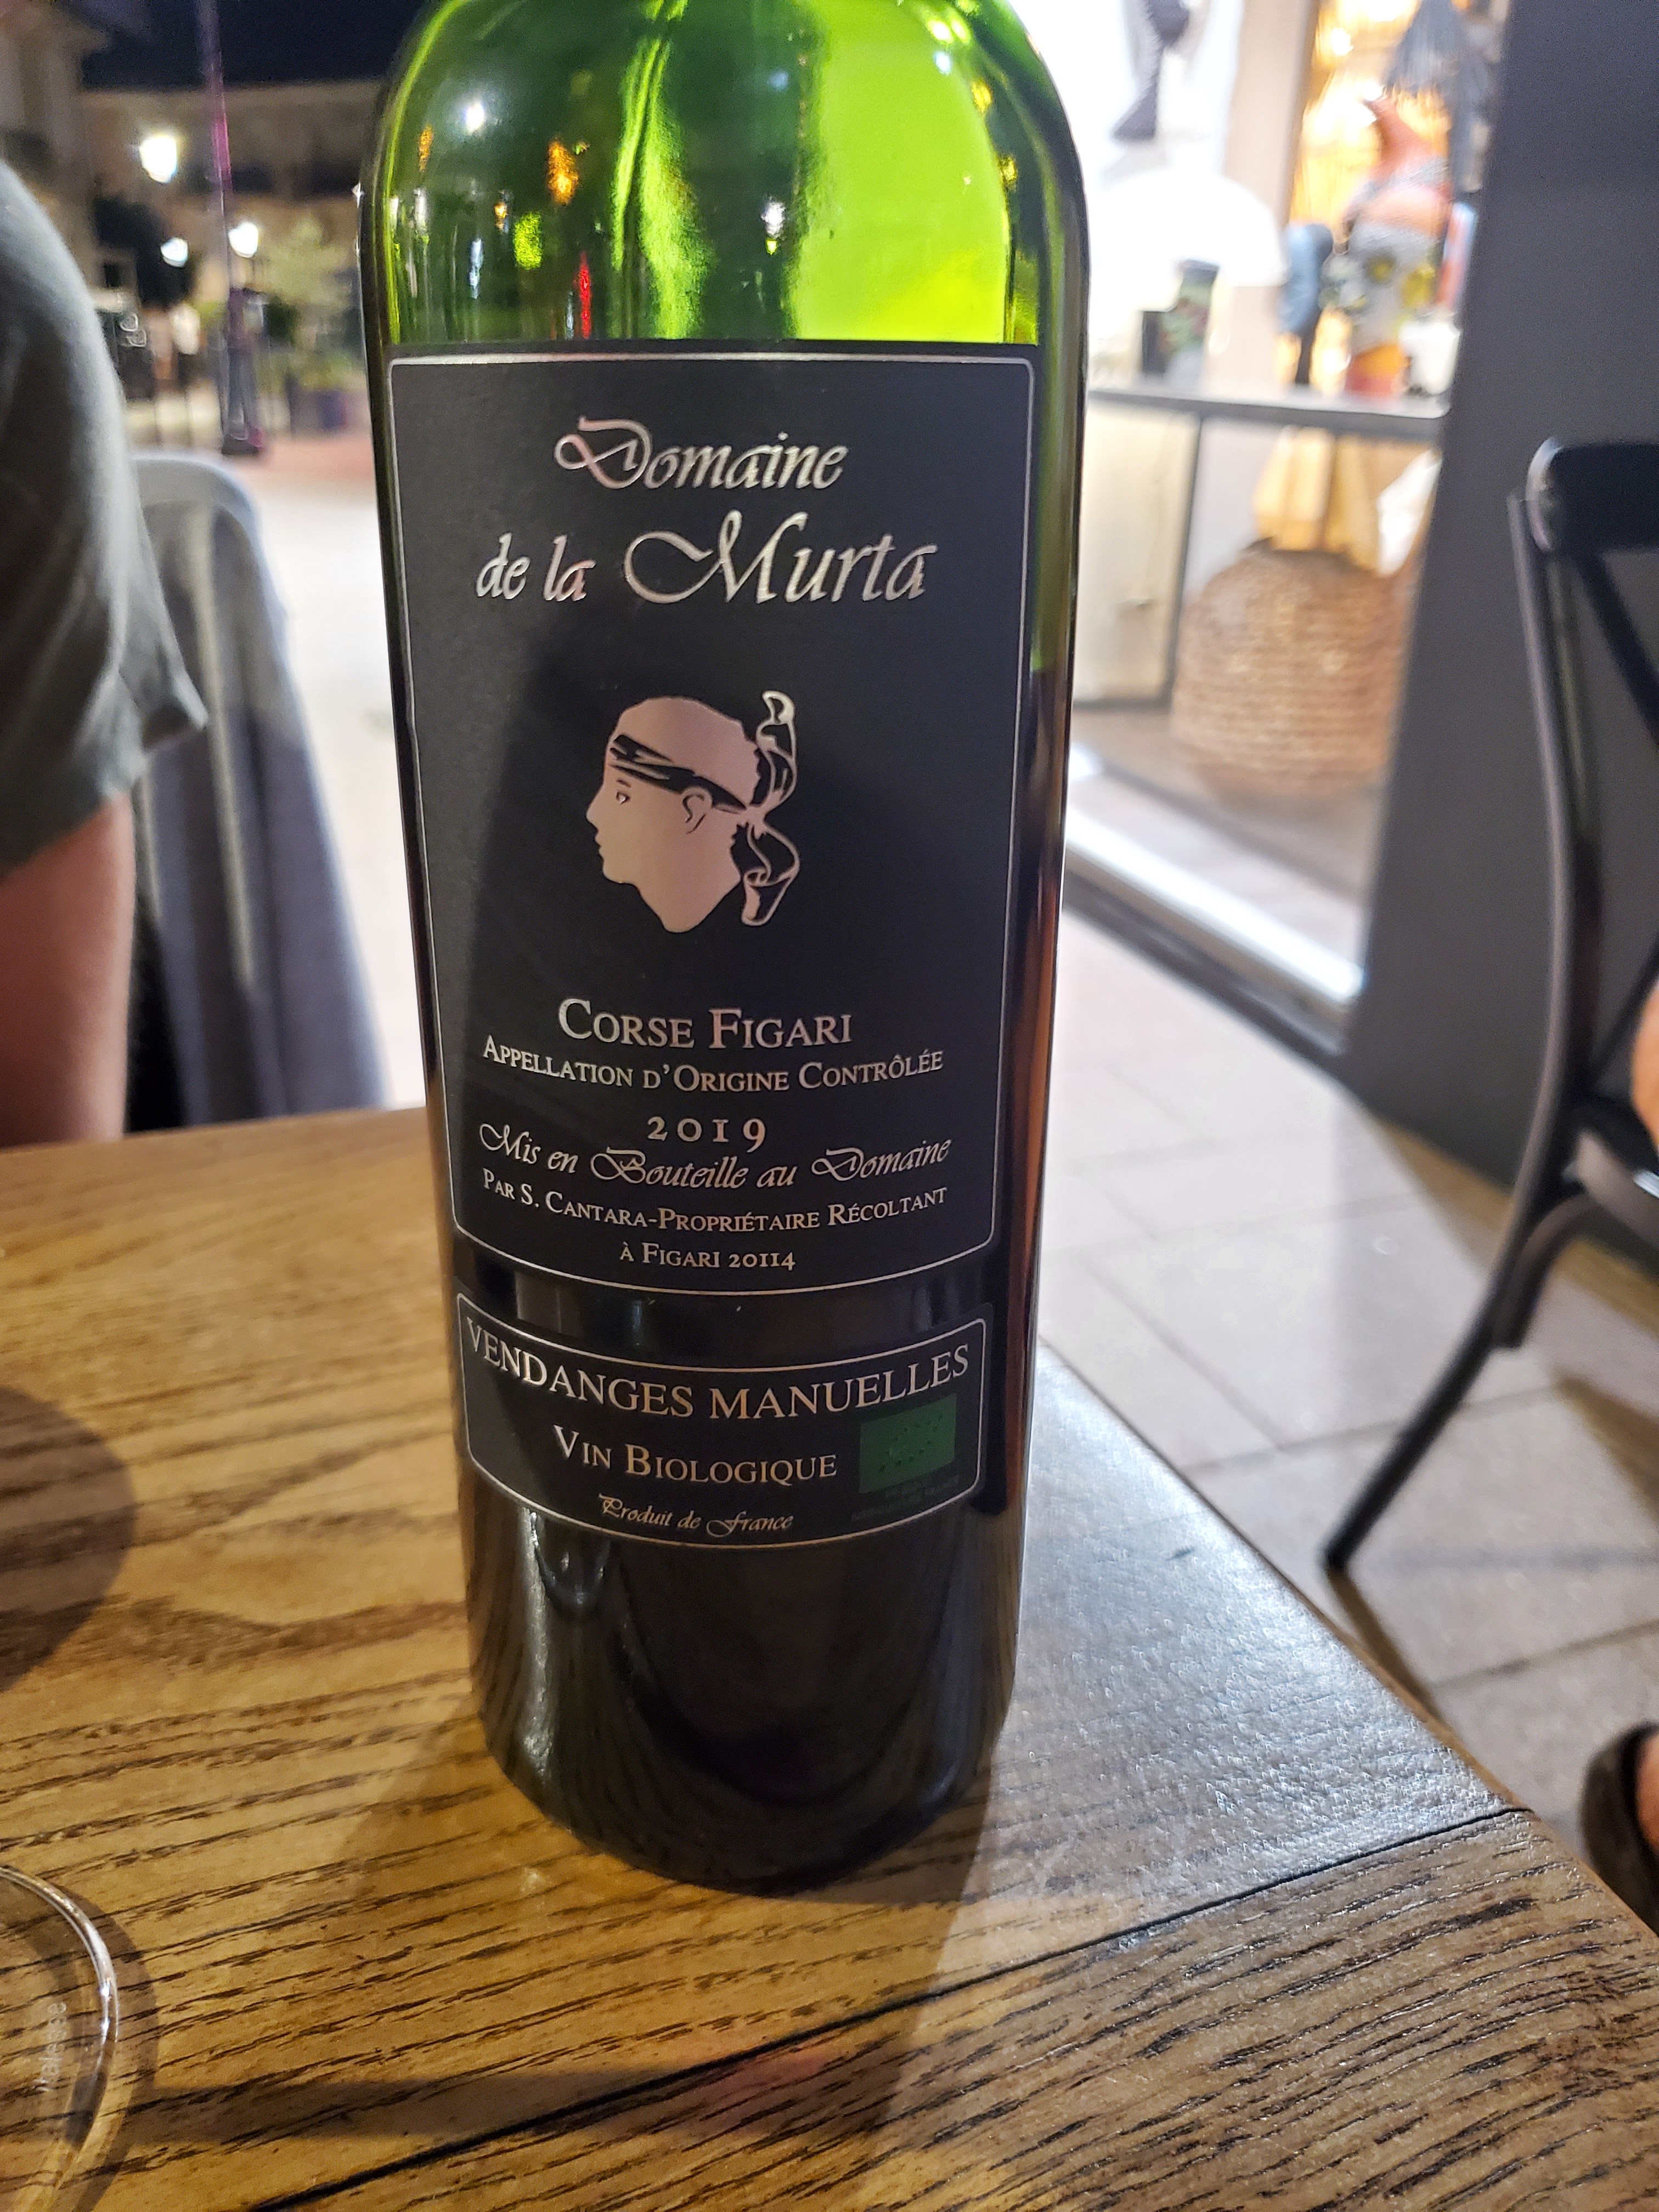 Domaine
de la Murta
CORSE FIGARI
APPELLATION D'ORIGINE CONTRÔLÉE
2019
Mis en Bouteille au Domaine
PAR S. CANTARA-PROPRIÉTAIRE RÉCOLTANT
À FIGARI 20114
VENDANGES MANUELLES
VIN BIOLOGIQUE
Produit de France